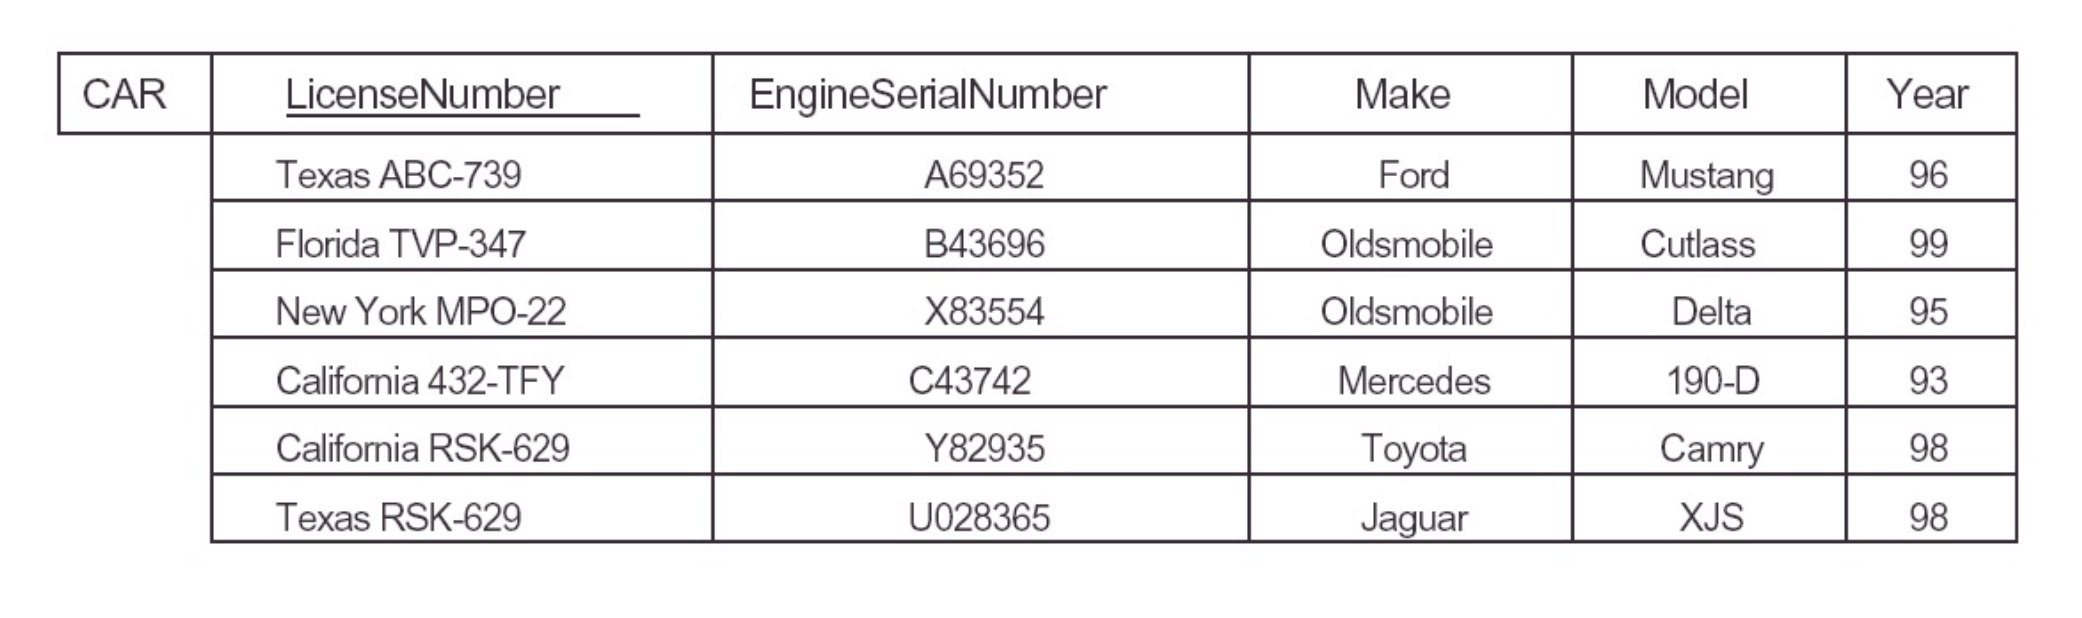 CAR LicenseNumber EngineSerialNumber Make Model Year
Texas ABC-739 A69352 Ford Mustang 96
Florida TVP-347 B43696 Oldsmobile Cutlass 99
New York MPO-22 X83554 Oldsmobile Delta 95
California 432-TFY C43742 Mercedes 190-D 93
California RSK-629 Y82935 Toyota Camry 98
Texas RSK-629 U028365 Jaguar XJS 98